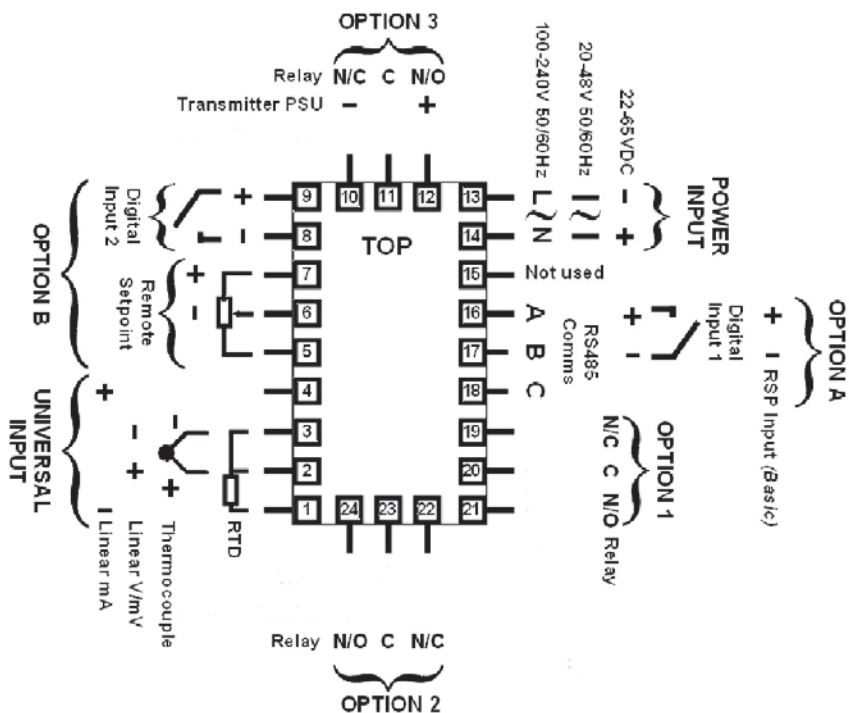 OPTION 3
Relay N/C C N/O
Transmitter PSU - +
100-240V 50/60Hz
20-48V 50/60Hz
22-65VDC
POWER
INPUT
L
N
- +
9 10 11 12 13
8 14
TOP
7 15 Not used
6 16
5 17
4 18
3 19
2 20
1 24 23 22 21
OPTION B
Digital
Input 2
+ -
Remote
Setpoint
+ -
UNIVERSAL
INPUT
+
- +
- +
RTD
Thermocouple
Linear V/mV
Linear mA
A B C
RS485
Comms
+ -
Digital
Input 1
+ - RSP Input (Basic)
OPTION A
OPTION 1
N/C C N/O Relay
Relay N/O C N/C
OPTION 2